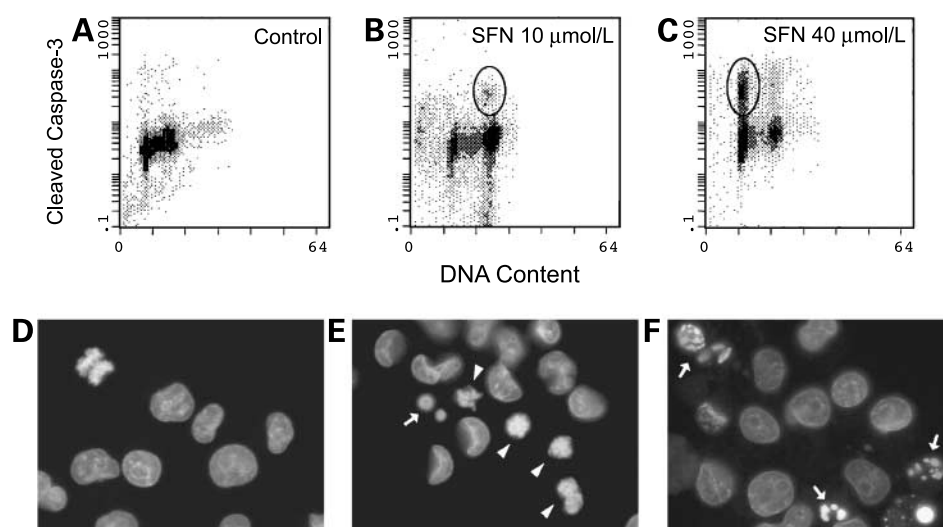 A
Control
B
SFN 10 μmol/L
C
SFN 40 μmol/L
Cleaved Caspase-3
1000
.1
0
64
1000
.1
0
64
1000
.1
0
64
DNA Content
D
E
F